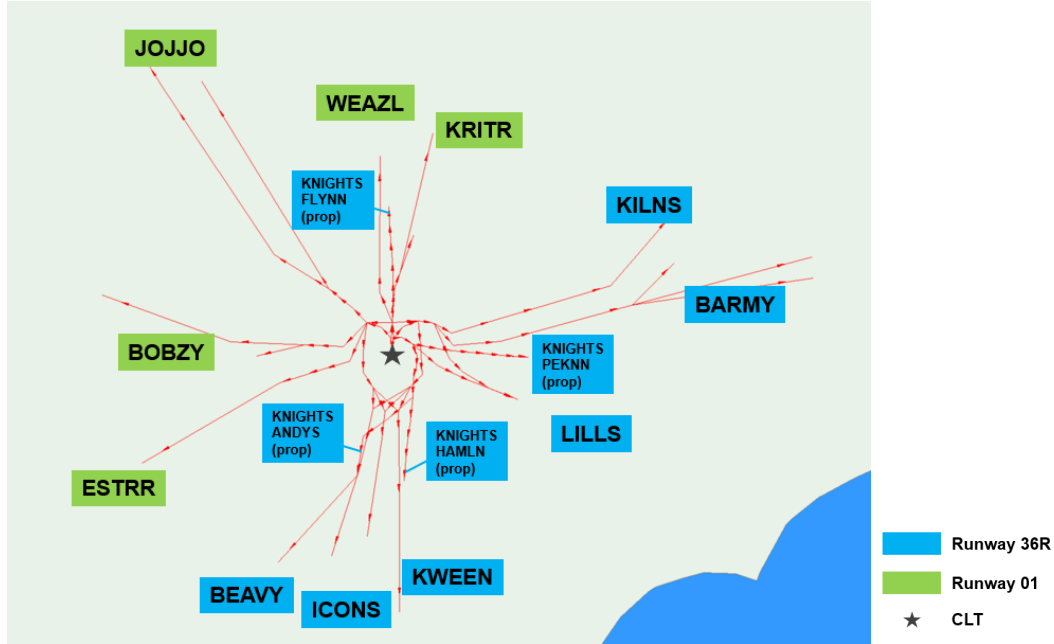 JOJJO
WEAZL
KRITR
KNIGHTS
FLYNN
(prop)
KILNS
BARMY
BOBZY
KNIGHTS
PEKNN
(prop)
LILLS
KNIGHTS
ANDYS
(prop)
KNIGHTS
HAMLN
(prop)
ESTRR
KWEEN
BEAVY
ICONS
Runway 36R
Runway 01
CLT